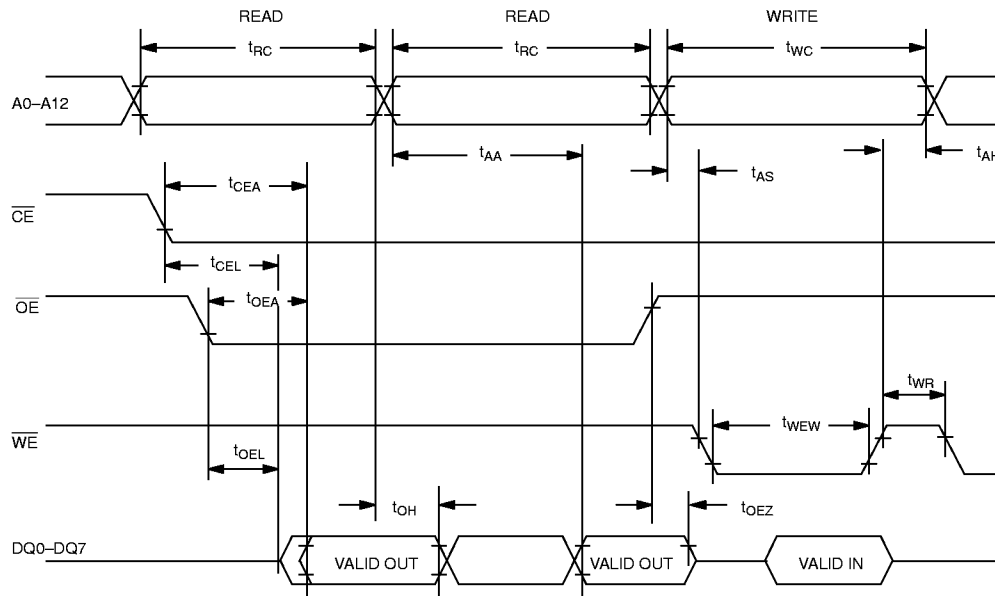 READ READ WRITE
tRC tRC tWC
A0–A12
tAA tAS tAH
tCEA
CE
tCEL
tOEA
OE
tWR
WE tWEW
tOEL
tOH tOEZ
DQ0–DQ7 VALID OUT VALID OUT VALID IN